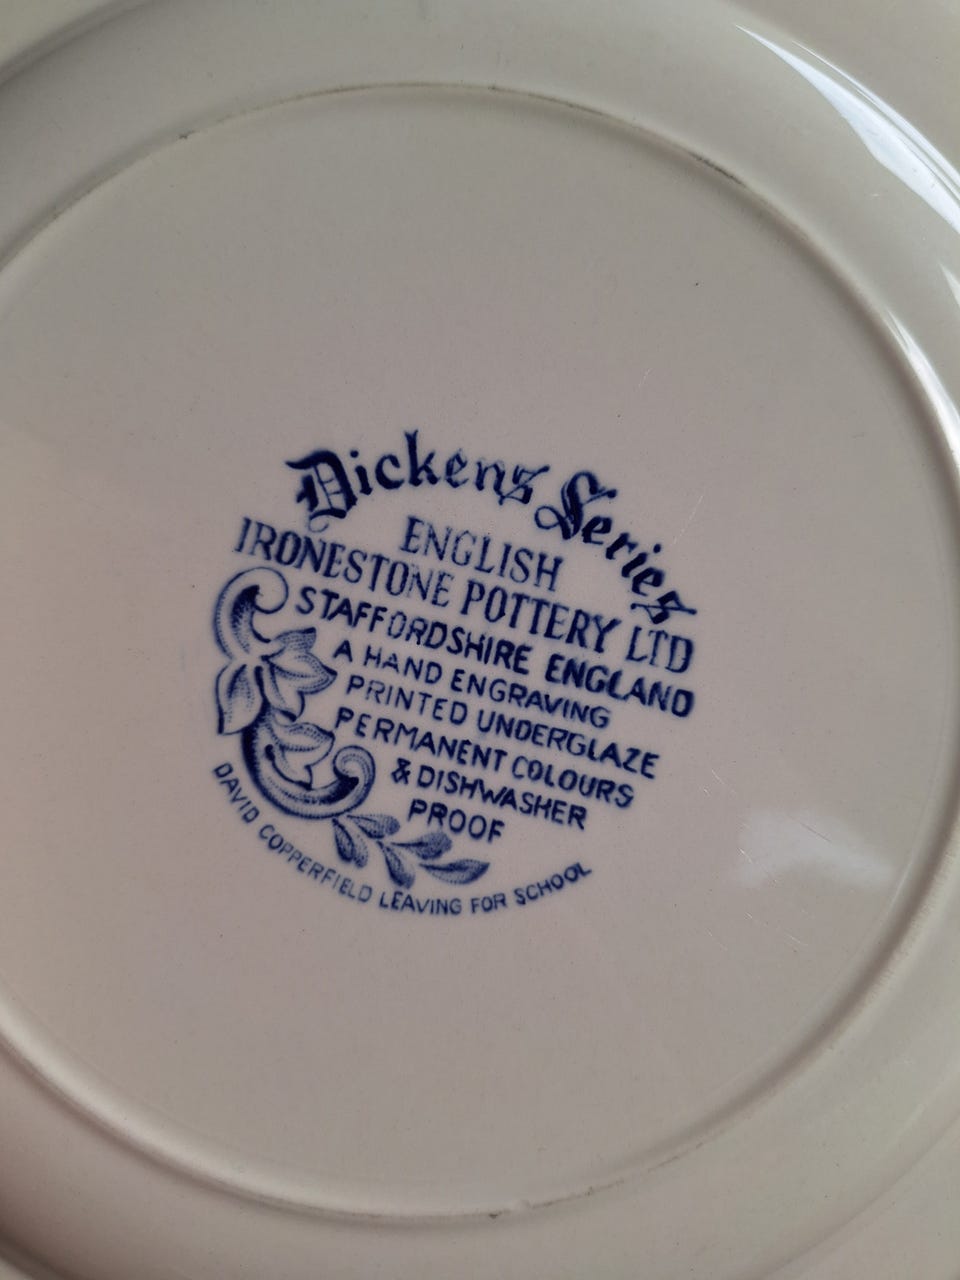 Dickens Series
ENGLISH
IRONESTONE POTTERY LTD
STAFFORDSHIRE ENGLAND
A HAND ENGRAVING
PRINTED UNDERGLAZE
PERMANENT COLOURS
& DISHWASHER
PROOF
DAVID COPPERFIELD LEAVING FOR SCHOOL